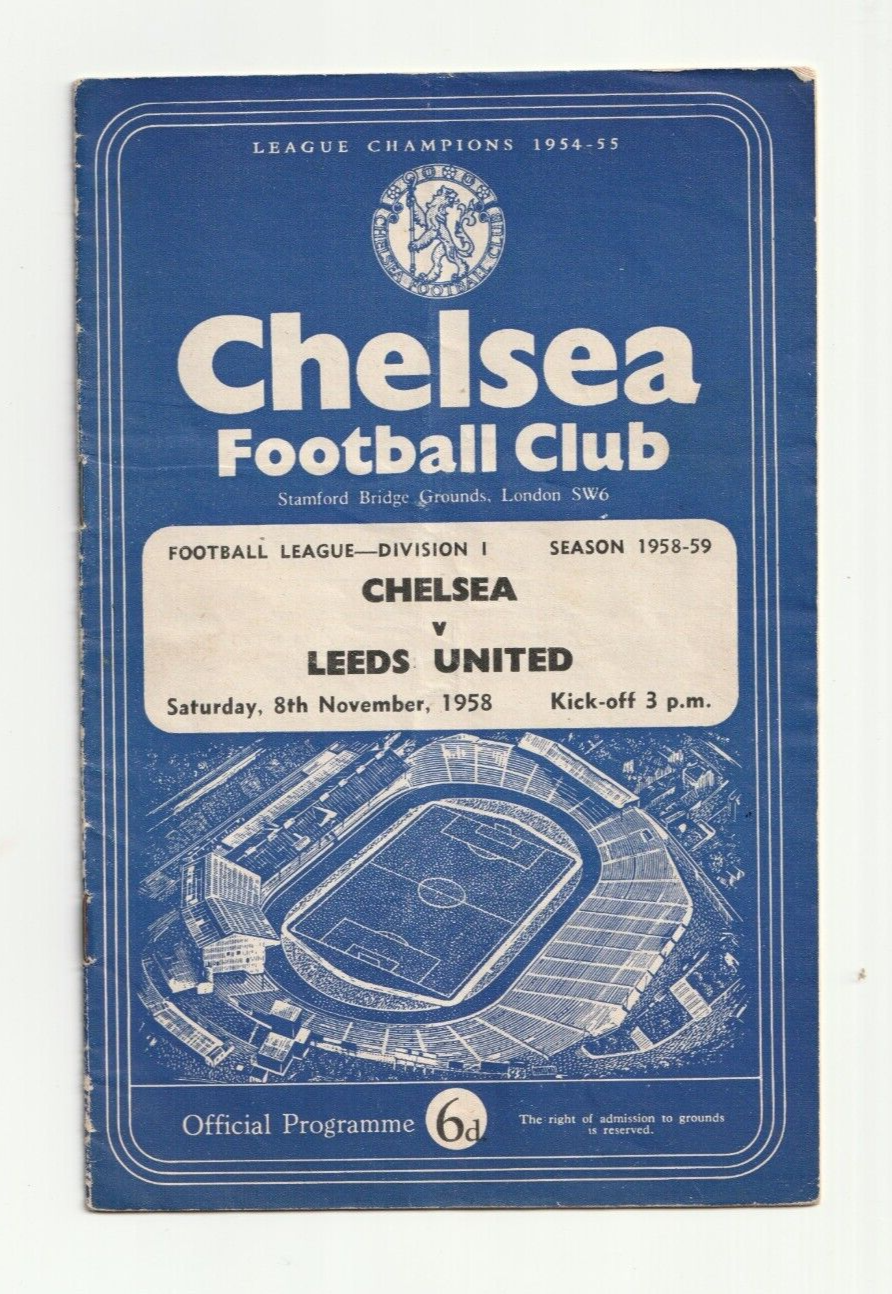 LEAGUE CHAMPIONS 1954-55
CHELSEA FOOTBALL CLUB
Chelsea
Football Club
Stamford Bridge Grounds, London SW6
FOOTBALL LEAGUE—DIVISION I SEASON 1958-59
CHELSEA
v
LEEDS UNITED
Saturday, 8th November, 1958 Kick-off 3 p.m.
Official Programme 6d. The right of admission to grounds
is reserved.